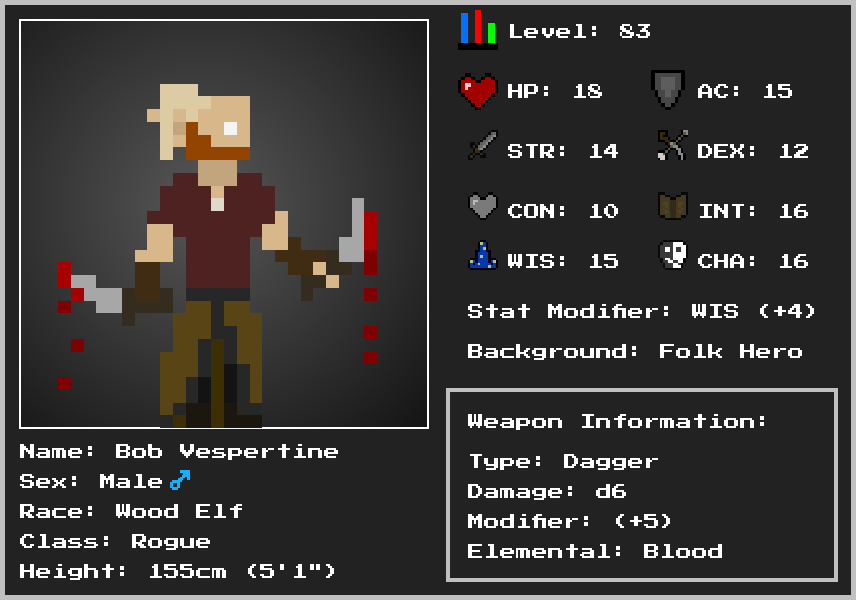 Level: 83
HP: 18
AC: 15
STR: 14
DEX: 12
CON: 10
INT: 16
WIS: 15
CHA: 16
Stat Modifier: WIS (+4)
Background: Folk Hero
Weapon Information:
Type: Dagger
Damage: d6
Modifier: (+5)
Elemental: Blood
Name: Bob Vespertine
Sex: Male ♂
Race: Wood Elf
Class: Rogue
Height: 155cm (5'1")